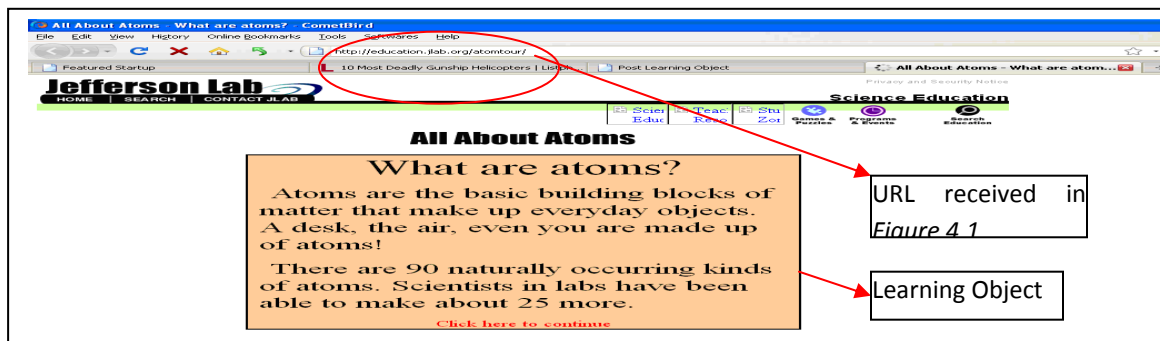 All About Atoms - What are atoms? - CometBird
File Edit View History Online Bookmarks Tools Softwares Help
http://education.jlab.org/atomtour/
Featured Startup 10 Most Deadly Gunship Helicopters | Post Learning Object All About Atoms - What are atom...
Jefferson Lab Privacy and Security Notice
HOME | SEARCH | CONTACT JLAB Science Education
Games & Puzzles Programs & Events Search Education
All About Atoms
What are atoms?
Atoms are the basic building blocks of
matter that make up everyday objects.
A desk, the air, even you are made up
of atoms!
There are 90 naturally occurring kinds
of atoms. Scientists in labs have been
able to make about 25 more.
Click here to continue
URL received in
Figure 4.1
Learning Object